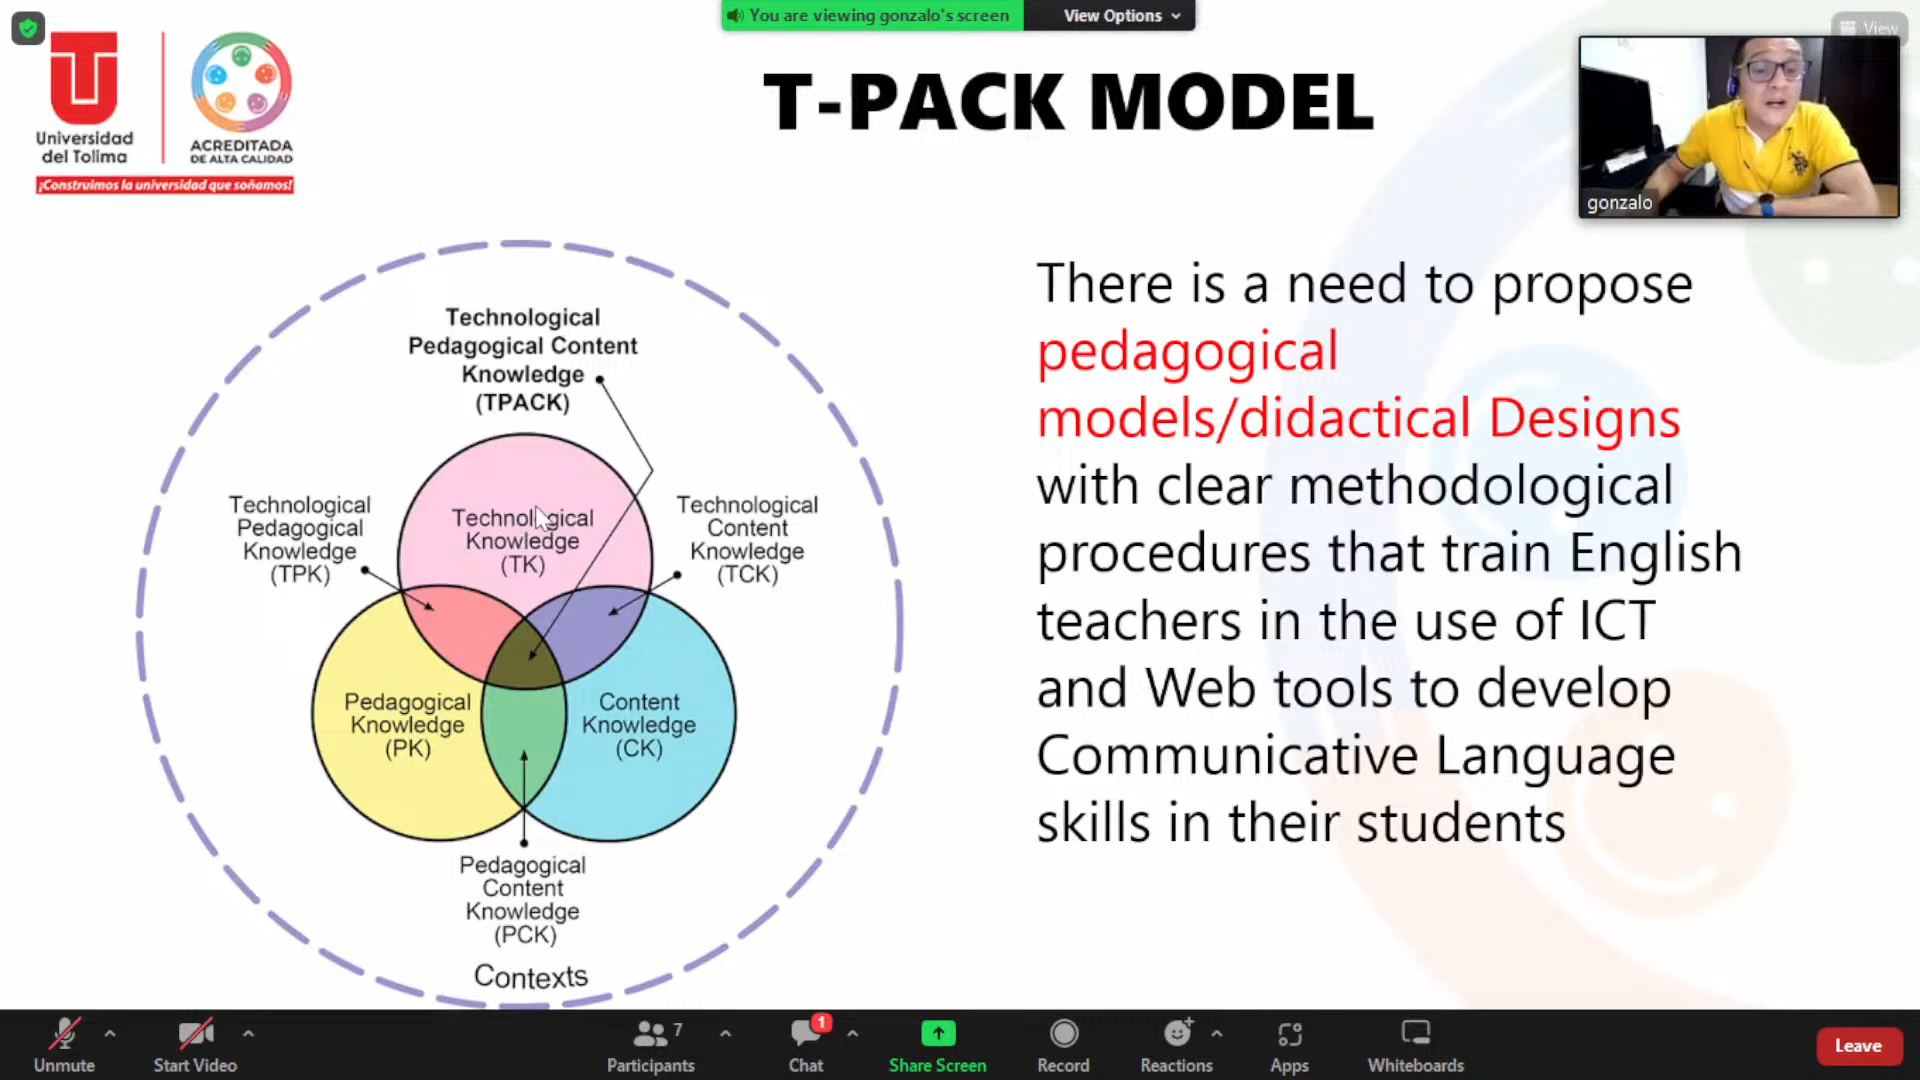 You are viewing gonzalo's screen
View Options
View
Universidad
del Tolima
ACREDITADA
DE ALTA CALIDAD
¡Construimos la universidad que soñamos!
T-PACK MODEL
gonzalo
Technological
Pedagogical Content
Knowledge
(TPACK)
Technological
Pedagogical
Knowledge
(TPK)
Technological
Knowledge
(TK)
Technological
Content
Knowledge
(TCK)
Pedagogical
Knowledge
(PK)
Content
Knowledge
(CK)
Pedagogical
Content
Knowledge
(PCK)
Contexts
There is a need to propose
pedagogical
models/didactical Designs
with clear methodological
procedures that train English
teachers in the use of ICT
and Web tools to develop
Communicative Language
skills in their students
Unmute
Start Video
7
Participants
1
Chat
Share Screen
Record
Reactions
Apps
Whiteboards
Leave